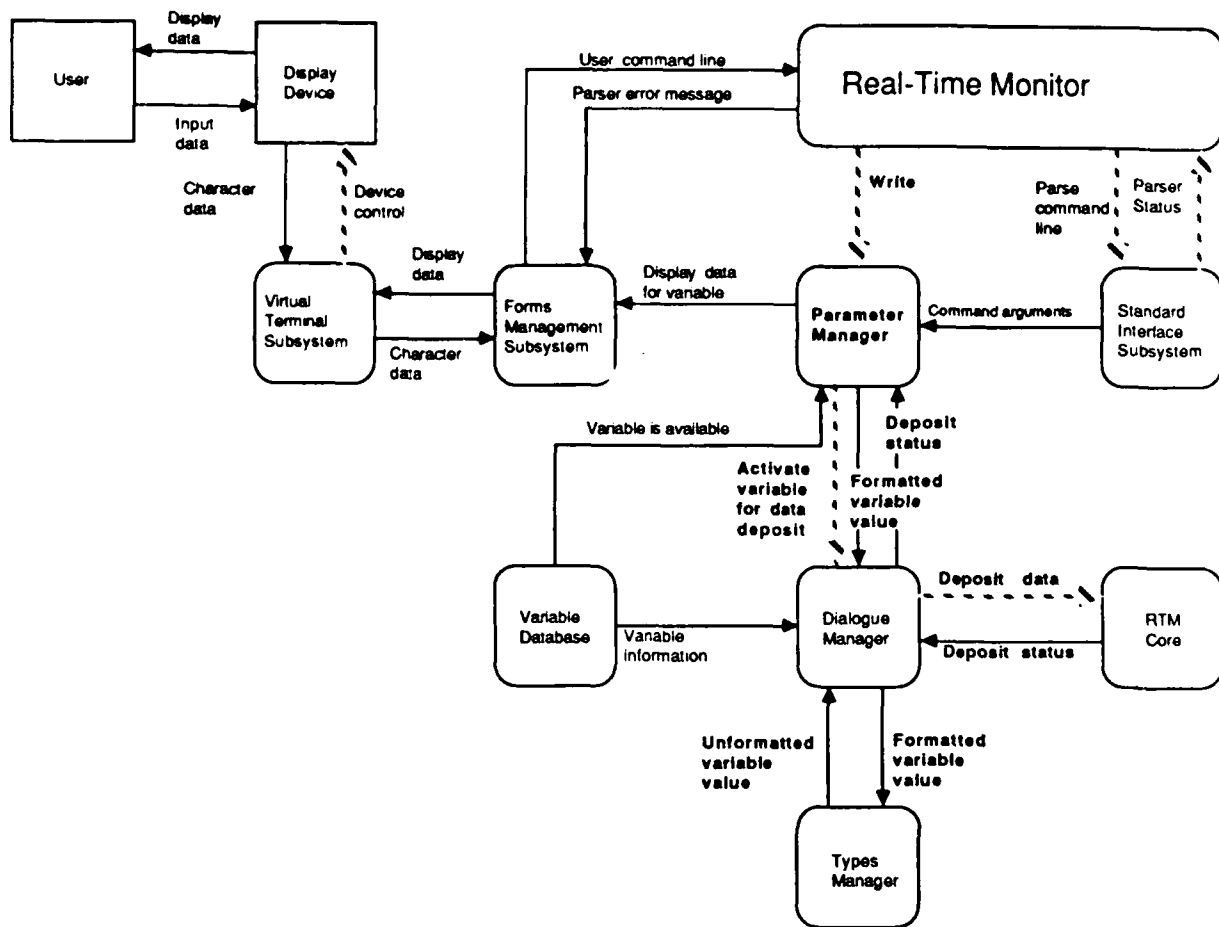 Display
data
User
Display
Device
Input
data
User command line
Parser error message
Real-Time Monitor
Character
data
Device
control
Write
Parse
command
line
Parser
Status
Display
data
Virtual
Terminal
Subsystem
Character
data
Forms
Management
Subsystem
Display data
for variable
Parameter
Manager
Command arguments
Standard
Interface
Subsystem
Variable is available
Activate
variable
for data
deposit
Formatted
variable
value
Deposit
status
Variable
Database
Variable
information
Dialogue
Manager
Deposit data
Deposit status
RTM
Core
Unformatted
variable
value
Formatted
variable
value
Types
Manager